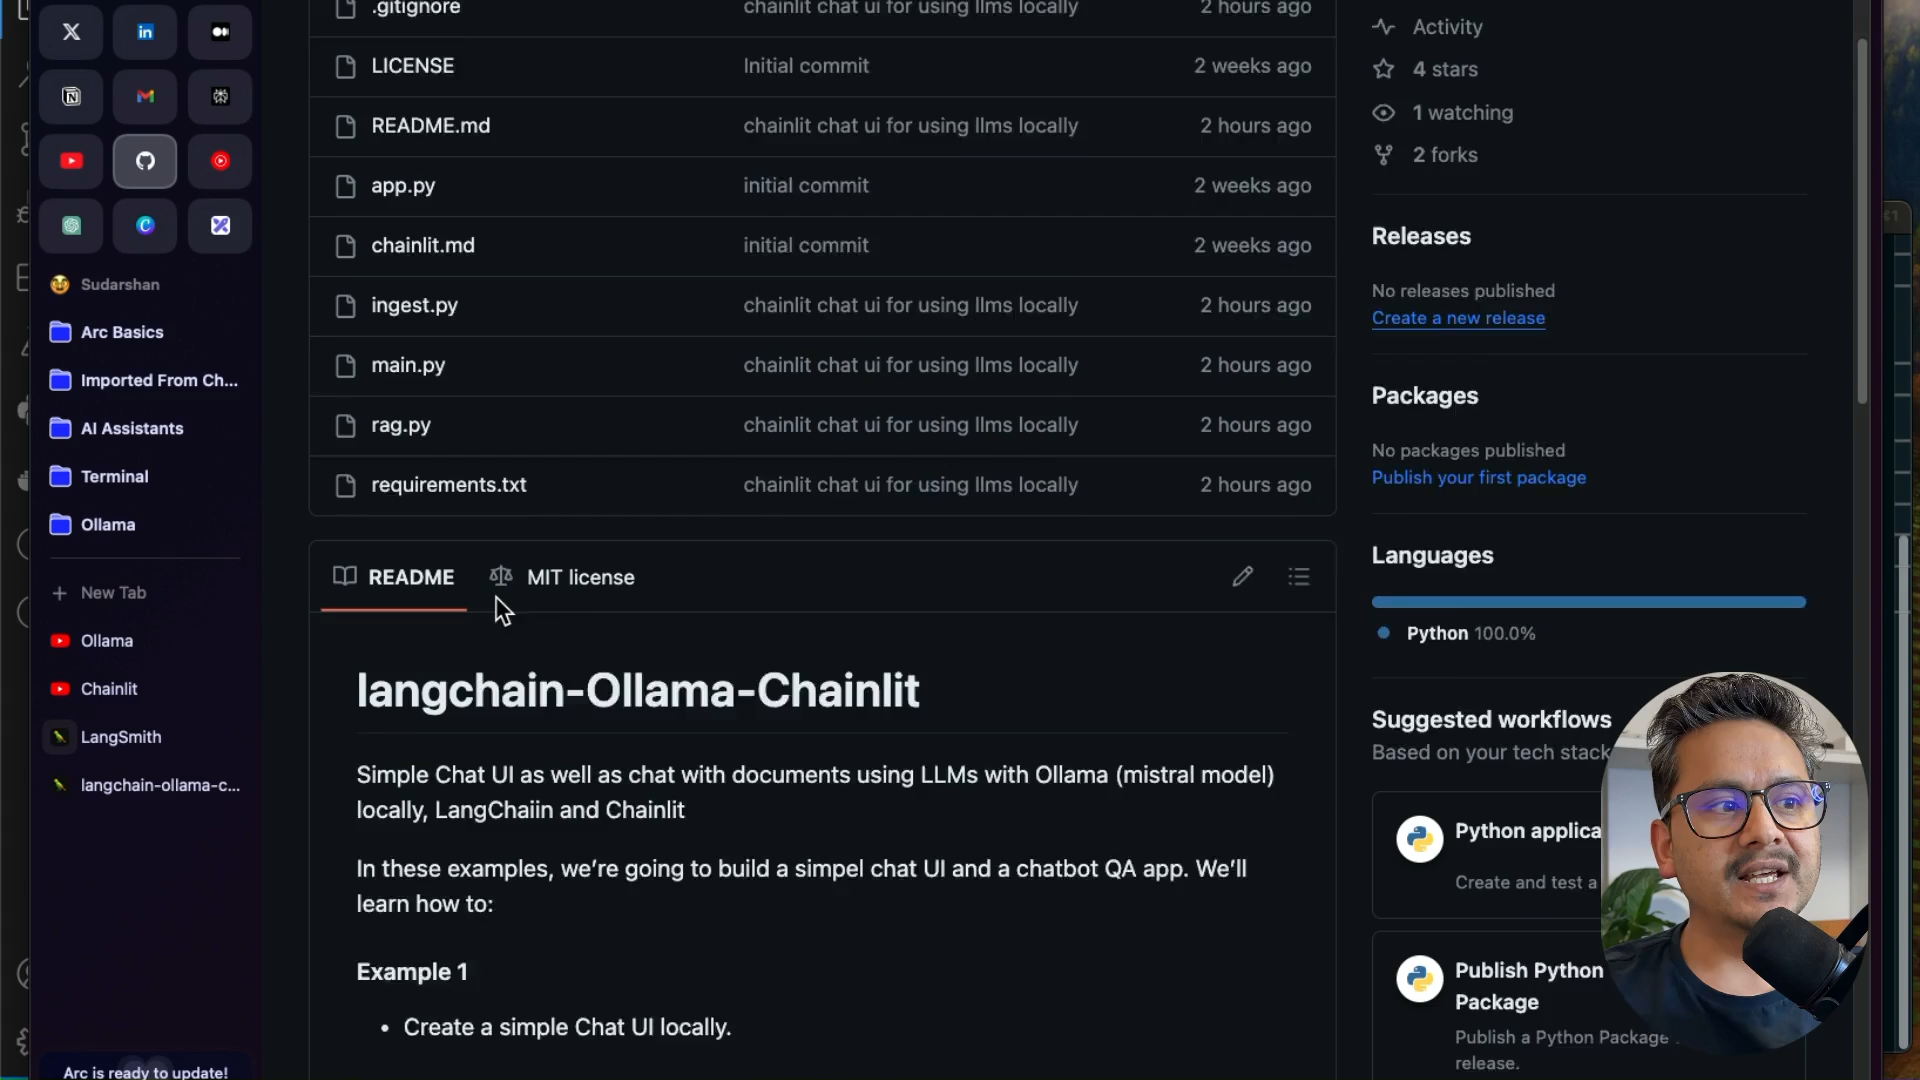 Sudarshan
Arc Basics
Imported From Ch...
AI Assistants
Terminal
Ollama
New Tab
Ollama
Chainlit
LangSmith
langchain-ollama-c...
Arc is ready to update!
.gitignore chainlit chat ui for using llms locally 2 hours ago
LICENSE Initial commit 2 weeks ago
README.md chainlit chat ui for using llms locally 2 hours ago
app.py initial commit 2 weeks ago
chainlit.md initial commit 2 weeks ago
ingest.py chainlit chat ui for using llms locally 2 hours ago
main.py chainlit chat ui for using llms locally 2 hours ago
rag.py chainlit chat ui for using llms locally 2 hours ago
requirements.txt chainlit chat ui for using llms locally 2 hours ago
README MIT license
langchain-Ollama-Chainlit
Simple Chat UI as well as chat with documents using LLMs with Ollama (mistral model)
locally, LangChaiin and Chainlit
In these examples, we’re going to build a simpel chat UI and a chatbot QA app. We’ll
learn how to:
Example 1
• Create a simple Chat UI locally.
Activity
4 stars
1 watching
2 forks
Releases
No releases published
Create a new release
Packages
No packages published
Publish your first package
Languages
Python 100.0%
Suggested workflows
Based on your tech stack
Python applica
Create and test a
Publish Python
Package
Publish a Python Package
release.